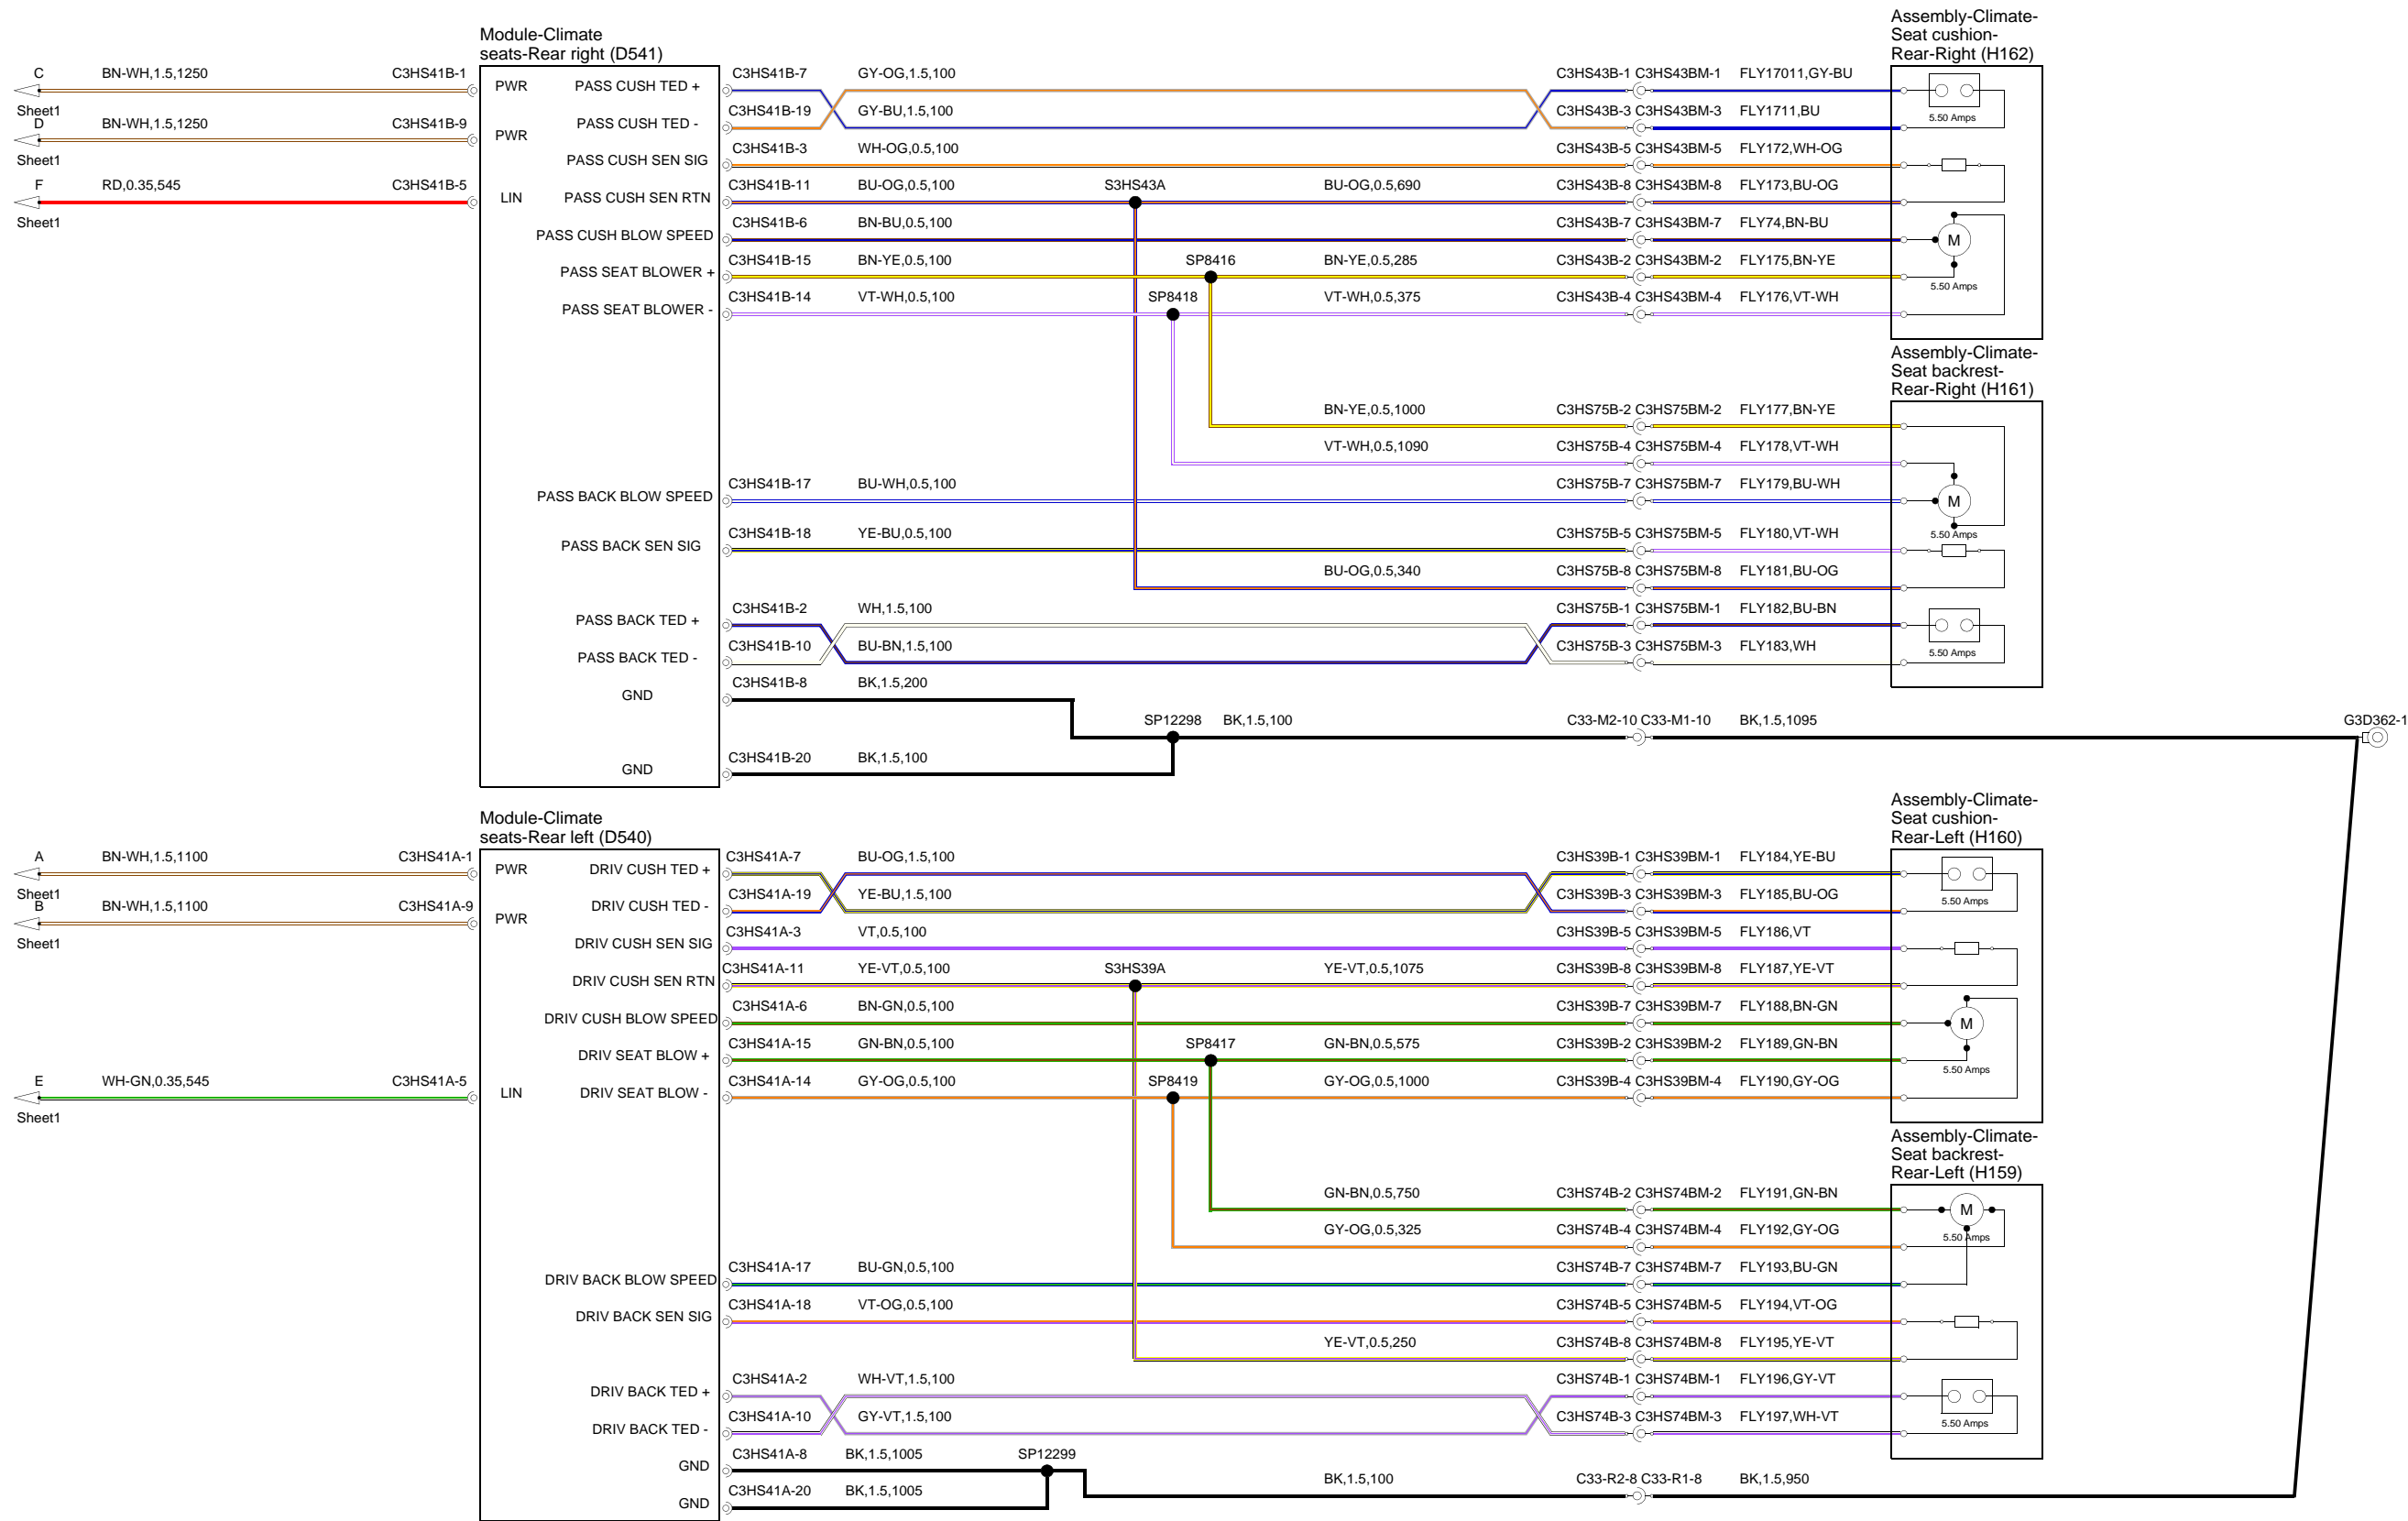 Module-Climate
seats-Rear right (D541)
Assembly-Climate-
Seat cushion-
Rear-Right (H162)
C BN-WH,1.5,1250 C3HS41B-1 PWR PASS CUSH TED + C3HS41B-7 GY-OG,1.5,100 C3HS43B-1 C3HS43BM-1 FLY17011,GY-BU
Sheet1
5.50 Amps
D BN-WH,1.5,1250 C3HS41B-9 PWR PASS CUSH TED - C3HS41B-19 GY-BU,1.5,100 C3HS43B-3 C3HS43BM-3 FLY1711,BU
Sheet1
PASS CUSH SEN SIG C3HS41B-3 WH-OG,0.5,100 C3HS43B-5 C3HS43BM-5 FLY172,WH-OG
F RD,0.35,545 C3HS41B-5 LIN PASS CUSH SEN RTN C3HS41B-11 BU-OG,0.5,100 S3HS43A BU-OG,0.5,690 C3HS43B-8 C3HS43BM-8 FLY173,BU-OG
Sheet1
PASS CUSH BLOW SPEED C3HS41B-6 BN-BU,0.5,100 C3HS43B-7 C3HS43BM-7 FLY74,BN-BU
M
PASS SEAT BLOWER + C3HS41B-15 BN-YE,0.5,100 SP8416 BN-YE,0.5,285 C3HS43B-2 C3HS43BM-2 FLY175,BN-YE
5.50 Amps
PASS SEAT BLOWER - C3HS41B-14 VT-WH,0.5,100 SP8418 VT-WH,0.5,375 C3HS43B-4 C3HS43BM-4 FLY176,VT-WH
Assembly-Climate-
Seat backrest-
Rear-Right (H161)
BN-YE,0.5,1000 C3HS75B-2 C3HS75BM-2 FLY177,BN-YE
VT-WH,0.5,1090 C3HS75B-4 C3HS75BM-4 FLY178,VT-WH
PASS BACK BLOW SPEED C3HS41B-17 BU-WH,0.5,100 C3HS75B-7 C3HS75BM-7 FLY179,BU-WH
M
5.50 Amps
PASS BACK SEN SIG C3HS41B-18 YE-BU,0.5,100 C3HS75B-5 C3HS75BM-5 FLY180,VT-WH
BU-OG,0.5,340 C3HS75B-8 C3HS75BM-8 FLY181,BU-OG
PASS BACK TED + C3HS41B-2 WH,1.5,100 C3HS75B-1 C3HS75BM-1 FLY182,BU-BN
PASS BACK TED - C3HS41B-10 BU-BN,1.5,100 C3HS75B-3 C3HS75BM-3 FLY183,WH
5.50 Amps
GND C3HS41B-8 BK,1.5,200
SP12298 BK,1.5,100 C33-M2-10 C33-M1-10 BK,1.5,1095 G3D362-1
GND C3HS41B-20 BK,1.5,100
Module-Climate
seats-Rear left (D540)
Assembly-Climate-
Seat cushion-
Rear-Left (H160)
A BN-WH,1.5,1100 C3HS41A-1 PWR DRIV CUSH TED + C3HS41A-7 BU-OG,1.5,100 C3HS39B-1 C3HS39BM-1 FLY184,YE-BU
Sheet1
5.50 Amps
B BN-WH,1.5,1100 C3HS41A-9 PWR DRIV CUSH TED - C3HS41A-19 YE-BU,1.5,100 C3HS39B-3 C3HS39BM-3 FLY185,BU-OG
Sheet1
DRIV CUSH SEN SIG C3HS41A-3 VT,0.5,100 C3HS39B-5 C3HS39BM-5 FLY186,VT
DRIV CUSH SEN RTN C3HS41A-11 YE-VT,0.5,100 S3HS39A YE-VT,0.5,1075 C3HS39B-8 C3HS39BM-8 FLY187,YE-VT
DRIV CUSH BLOW SPEED C3HS41A-6 BN-GN,0.5,100 C3HS39B-7 C3HS39BM-7 FLY188,BN-GN
M
DRIV SEAT BLOW + C3HS41A-15 GN-BN,0.5,100 SP8417 GN-BN,0.5,575 C3HS39B-2 C3HS39BM-2 FLY189,GN-BN
5.50 Amps
E WH-GN,0.35,545 C3HS41A-5 LIN DRIV SEAT BLOW - C3HS41A-14 GY-OG,0.5,100 SP8419 GY-OG,0.5,1000 C3HS39B-4 C3HS39BM-4 FLY190,GY-OG
Sheet1
Assembly-Climate-
Seat backrest-
Rear-Left (H159)
GN-BN,0.5,750 C3HS74B-2 C3HS74BM-2 FLY191,GN-BN
M
GY-OG,0.5,325 C3HS74B-4 C3HS74BM-4 FLY192,GY-OG
5.50 Amps
DRIV BACK BLOW SPEED C3HS41A-17 BU-GN,0.5,100 C3HS74B-7 C3HS74BM-7 FLY193,BU-GN
DRIV BACK SEN SIG C3HS41A-18 VT-OG,0.5,100 C3HS74B-5 C3HS74BM-5 FLY194,VT-OG
YE-VT,0.5,250 C3HS74B-8 C3HS74BM-8 FLY195,YE-VT
DRIV BACK TED + C3HS41A-2 WH-VT,1.5,100 C3HS74B-1 C3HS74BM-1 FLY196,GY-VT
DRIV BACK TED - C3HS41A-10 GY-VT,1.5,100 C3HS74B-3 C3HS74BM-3 FLY197,WH-VT
5.50 Amps
GND C3HS41A-8 BK,1.5,1005 SP12299
BK,1.5,100 C33-R2-8 C33-R1-8 BK,1.5,950
GND C3HS41A-20 BK,1.5,1005